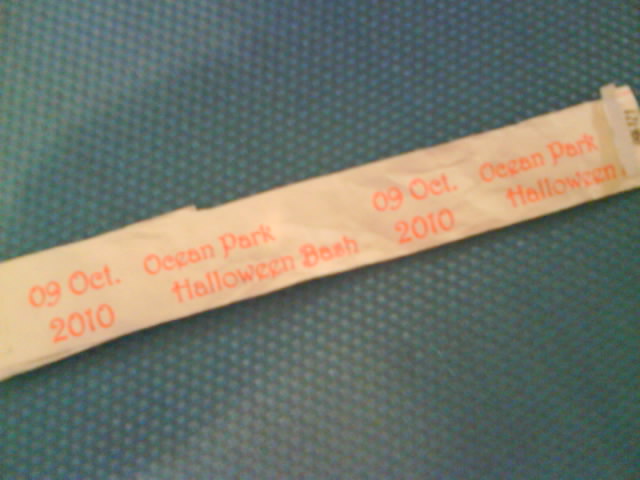 09 Oct. Ocean Park
2010 Halloween Bash
09 Oct. Ocean Park
2010 Halloween